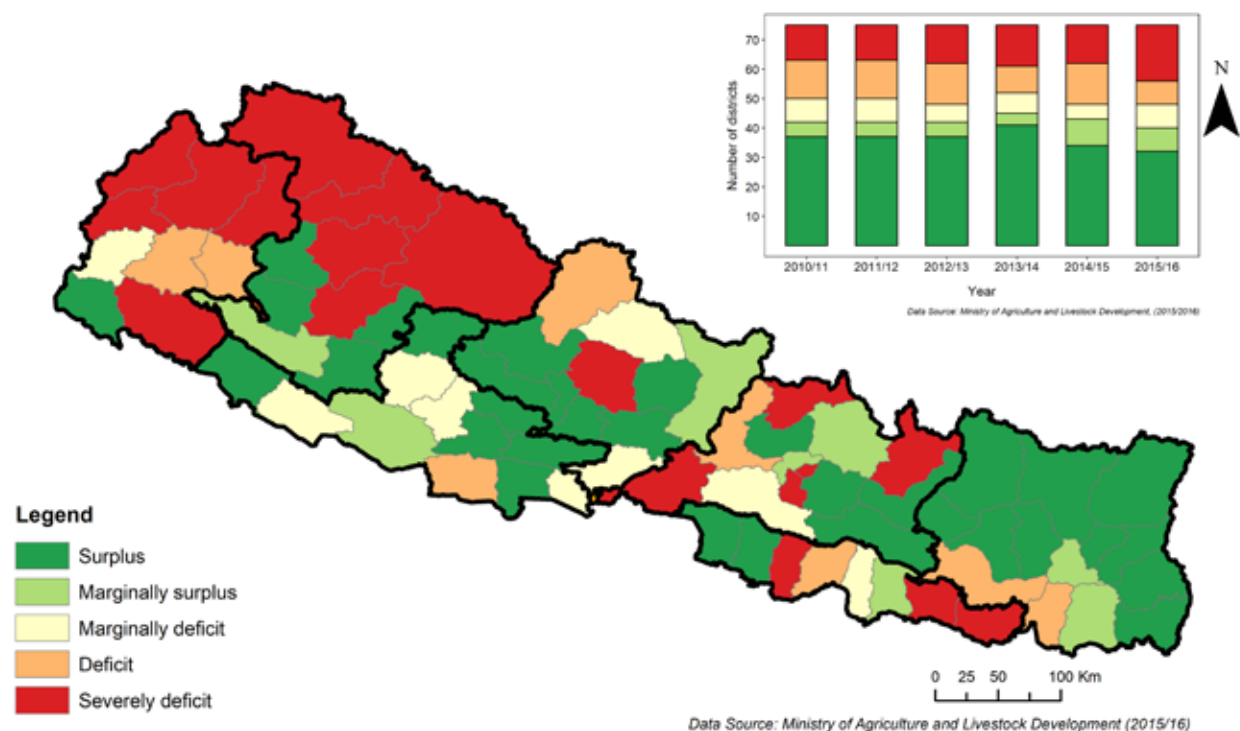 70
60
50
40
30
20
10
Number of districts
2010/11 2011/12 2012/13 2013/14 2014/15 2015/16
Year
Data Source: Ministry of Agriculture and Livestock Development, (2015/2016)
N
Legend
Surplus
Marginally surplus
Marginally deficit
Deficit
Severely deficit
0 25 50 100 Km
Data Source: Ministry of Agriculture and Livestock Development (2015/16)